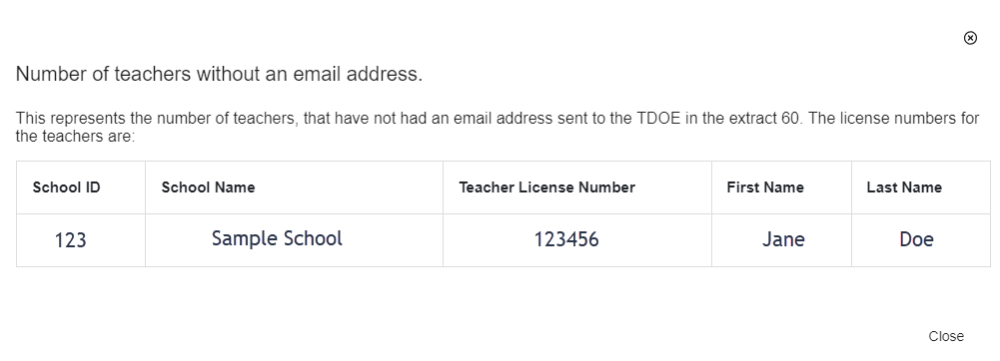 Number of teachers without an email address.
This represents the number of teachers, that have not had an email address sent to the TDOE in the extract 60. The license numbers for
the teachers are:
School ID School Name Teacher License Number First Name Last Name
123 Sample School 123456 Jane Doe
Close